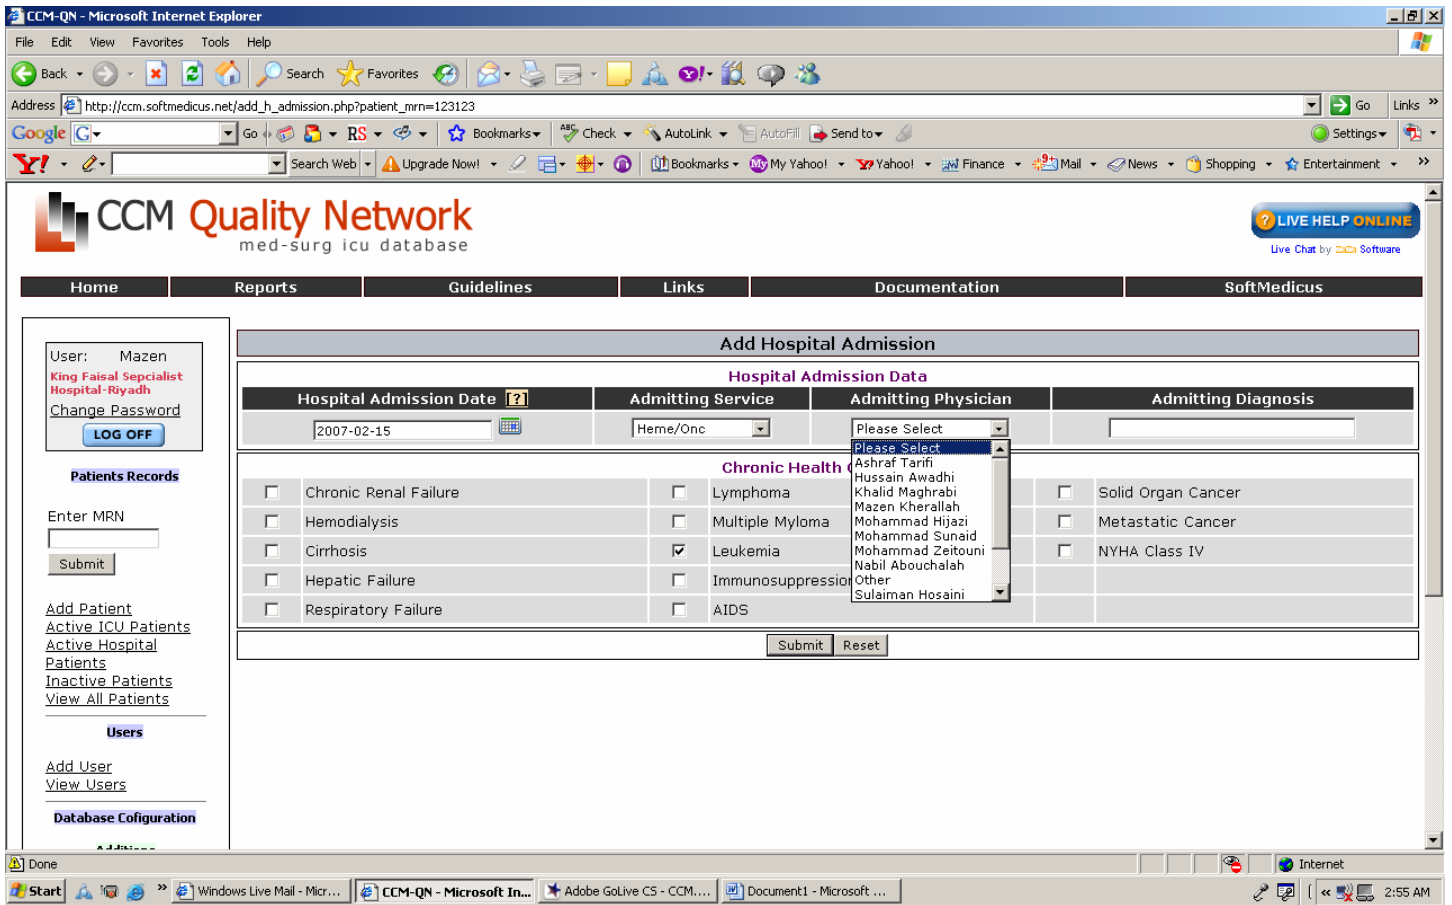 CCM-QN - Microsoft Internet Explorer
File Edit View Favorites Tools Help
Back Search Favorites
Address http://ccm.softmedicus.net/add_h_admission.php?patient_mrn=123123 Go Links »
Google G Go RS Bookmarks Check AutoLink AutoFill Send to Settings
Y! Search Web Upgrade Now! Bookmarks My Yahoo! Yahoo! Finance Mail News Shopping Entertainment »
CCM Quality Network
med-surg icu database
? LIVE HELP ONLINE
Live Chat by Software
Home Reports Guidelines Links Documentation SoftMedicus
User: Mazen
King Faisal Sepcialist
Hospital-Riyadh
Change Password
LOG OFF
Patients Records
Enter MRN
Submit
Add Patient
Active ICU Patients
Active Hospital
Patients
Inactive Patients
View All Patients
Users
Add User
View Users
Database Cofiguration
Additions
Add Hospital Admission
Hospital Admission Data
Hospital Admission Date [?] Admitting Service Admitting Physician Admitting Diagnosis
2007-02-15 Heme/Onc Please Select
Please Select
Ashraf Tarifi
Hussain Awadhi
Khalid Maghrabi
Mazen Kherallah
Mohammad Hijazi
Mohammad Sunaid
Mohammad Zeitouni
Nabil Abouchalah
Other
Sulaiman Hosaini
Chronic Health
Chronic Renal Failure Lymphoma Solid Organ Cancer
Hemodialysis Multiple Myloma Metastatic Cancer
Cirrhosis Leukemia NYHA Class IV
Hepatic Failure Immunosuppression
Respiratory Failure AIDS
Submit Reset
Done Internet
Start » Windows Live Mail - Micr... CCM-QN - Microsoft In... Adobe GoLive CS - CCM.... Document1 - Microsoft ... « 2:55 AM